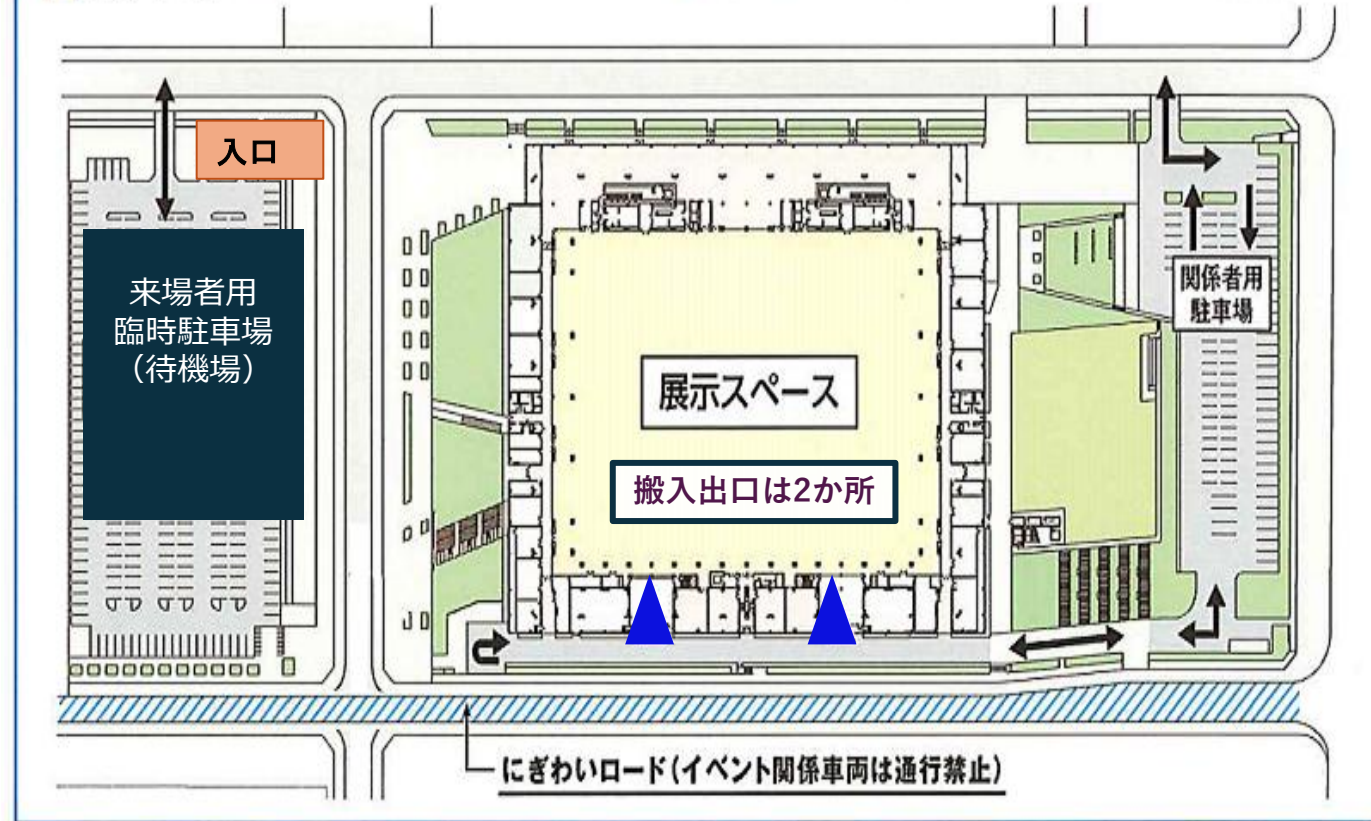 入口
来場者用
臨時駐車場
（待機場）
関係者用
駐車場
展示スペース
搬入出口は2か所
にぎわいロード（イベント関係車両は通行禁止）